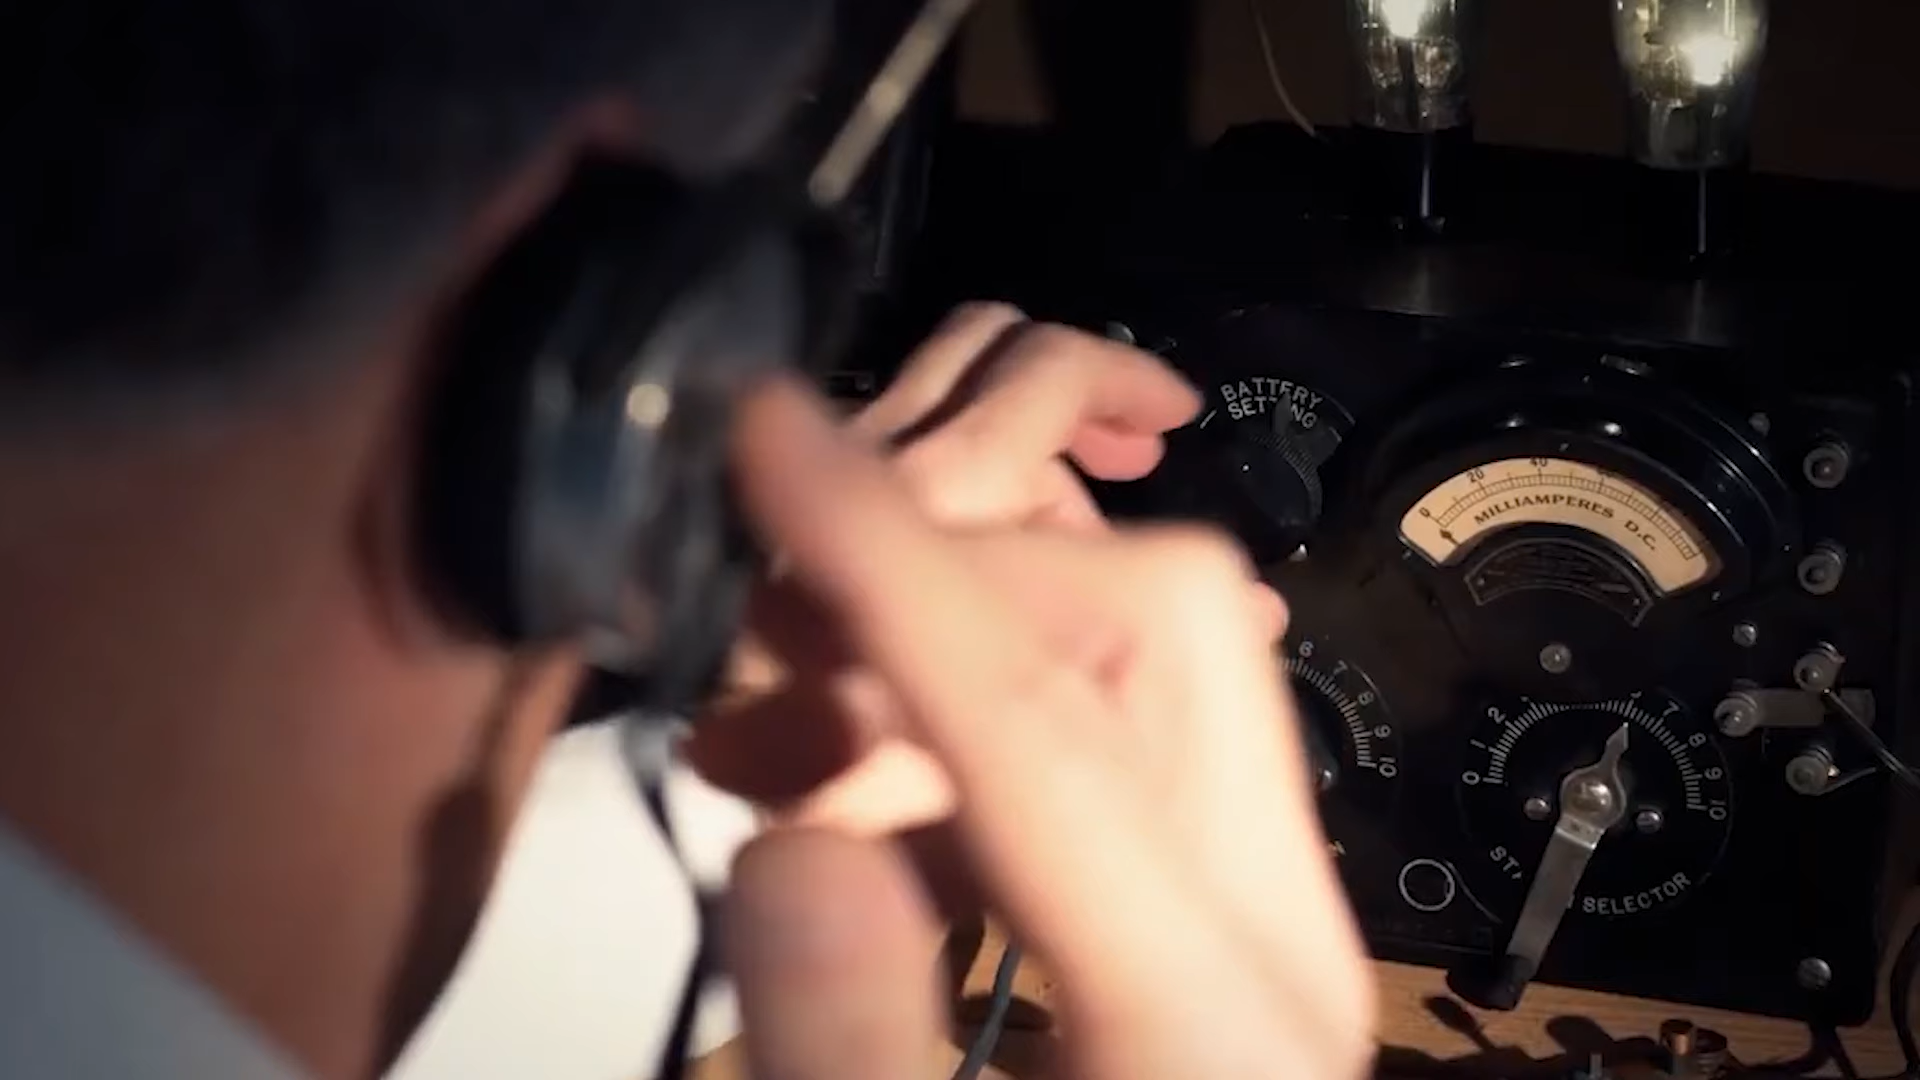 BATTERY
SETTING
0 20 40
MILLIAMPERES D.C.
6 7 8 9 10
0 1 2 7 8 9 10
SELECTOR